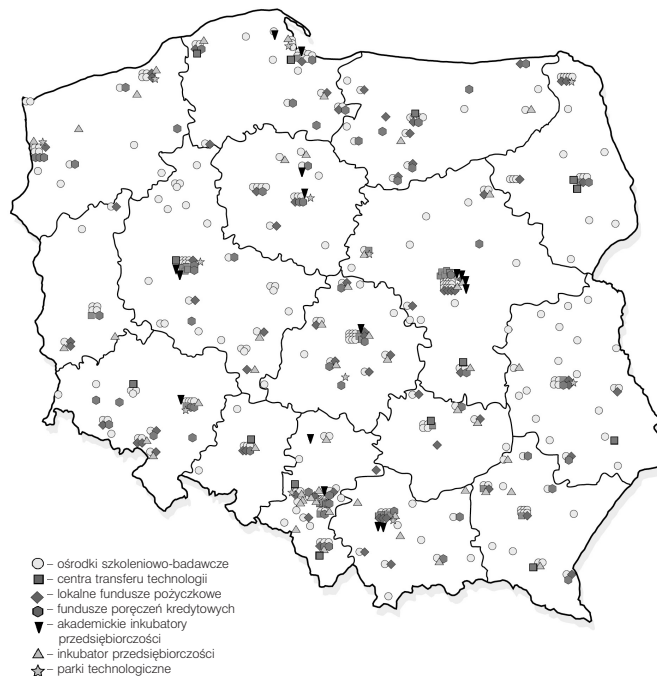 – ośrodki szkoleniowo-badawcze
– centra transferu technologii
– lokalne fundusze pożyczkowe
– fundusze poręczeń kredytowych
– akademickie inkubatory
przedsiębiorczości
– inkubator przedsiębiorczości
– parki technologiczne